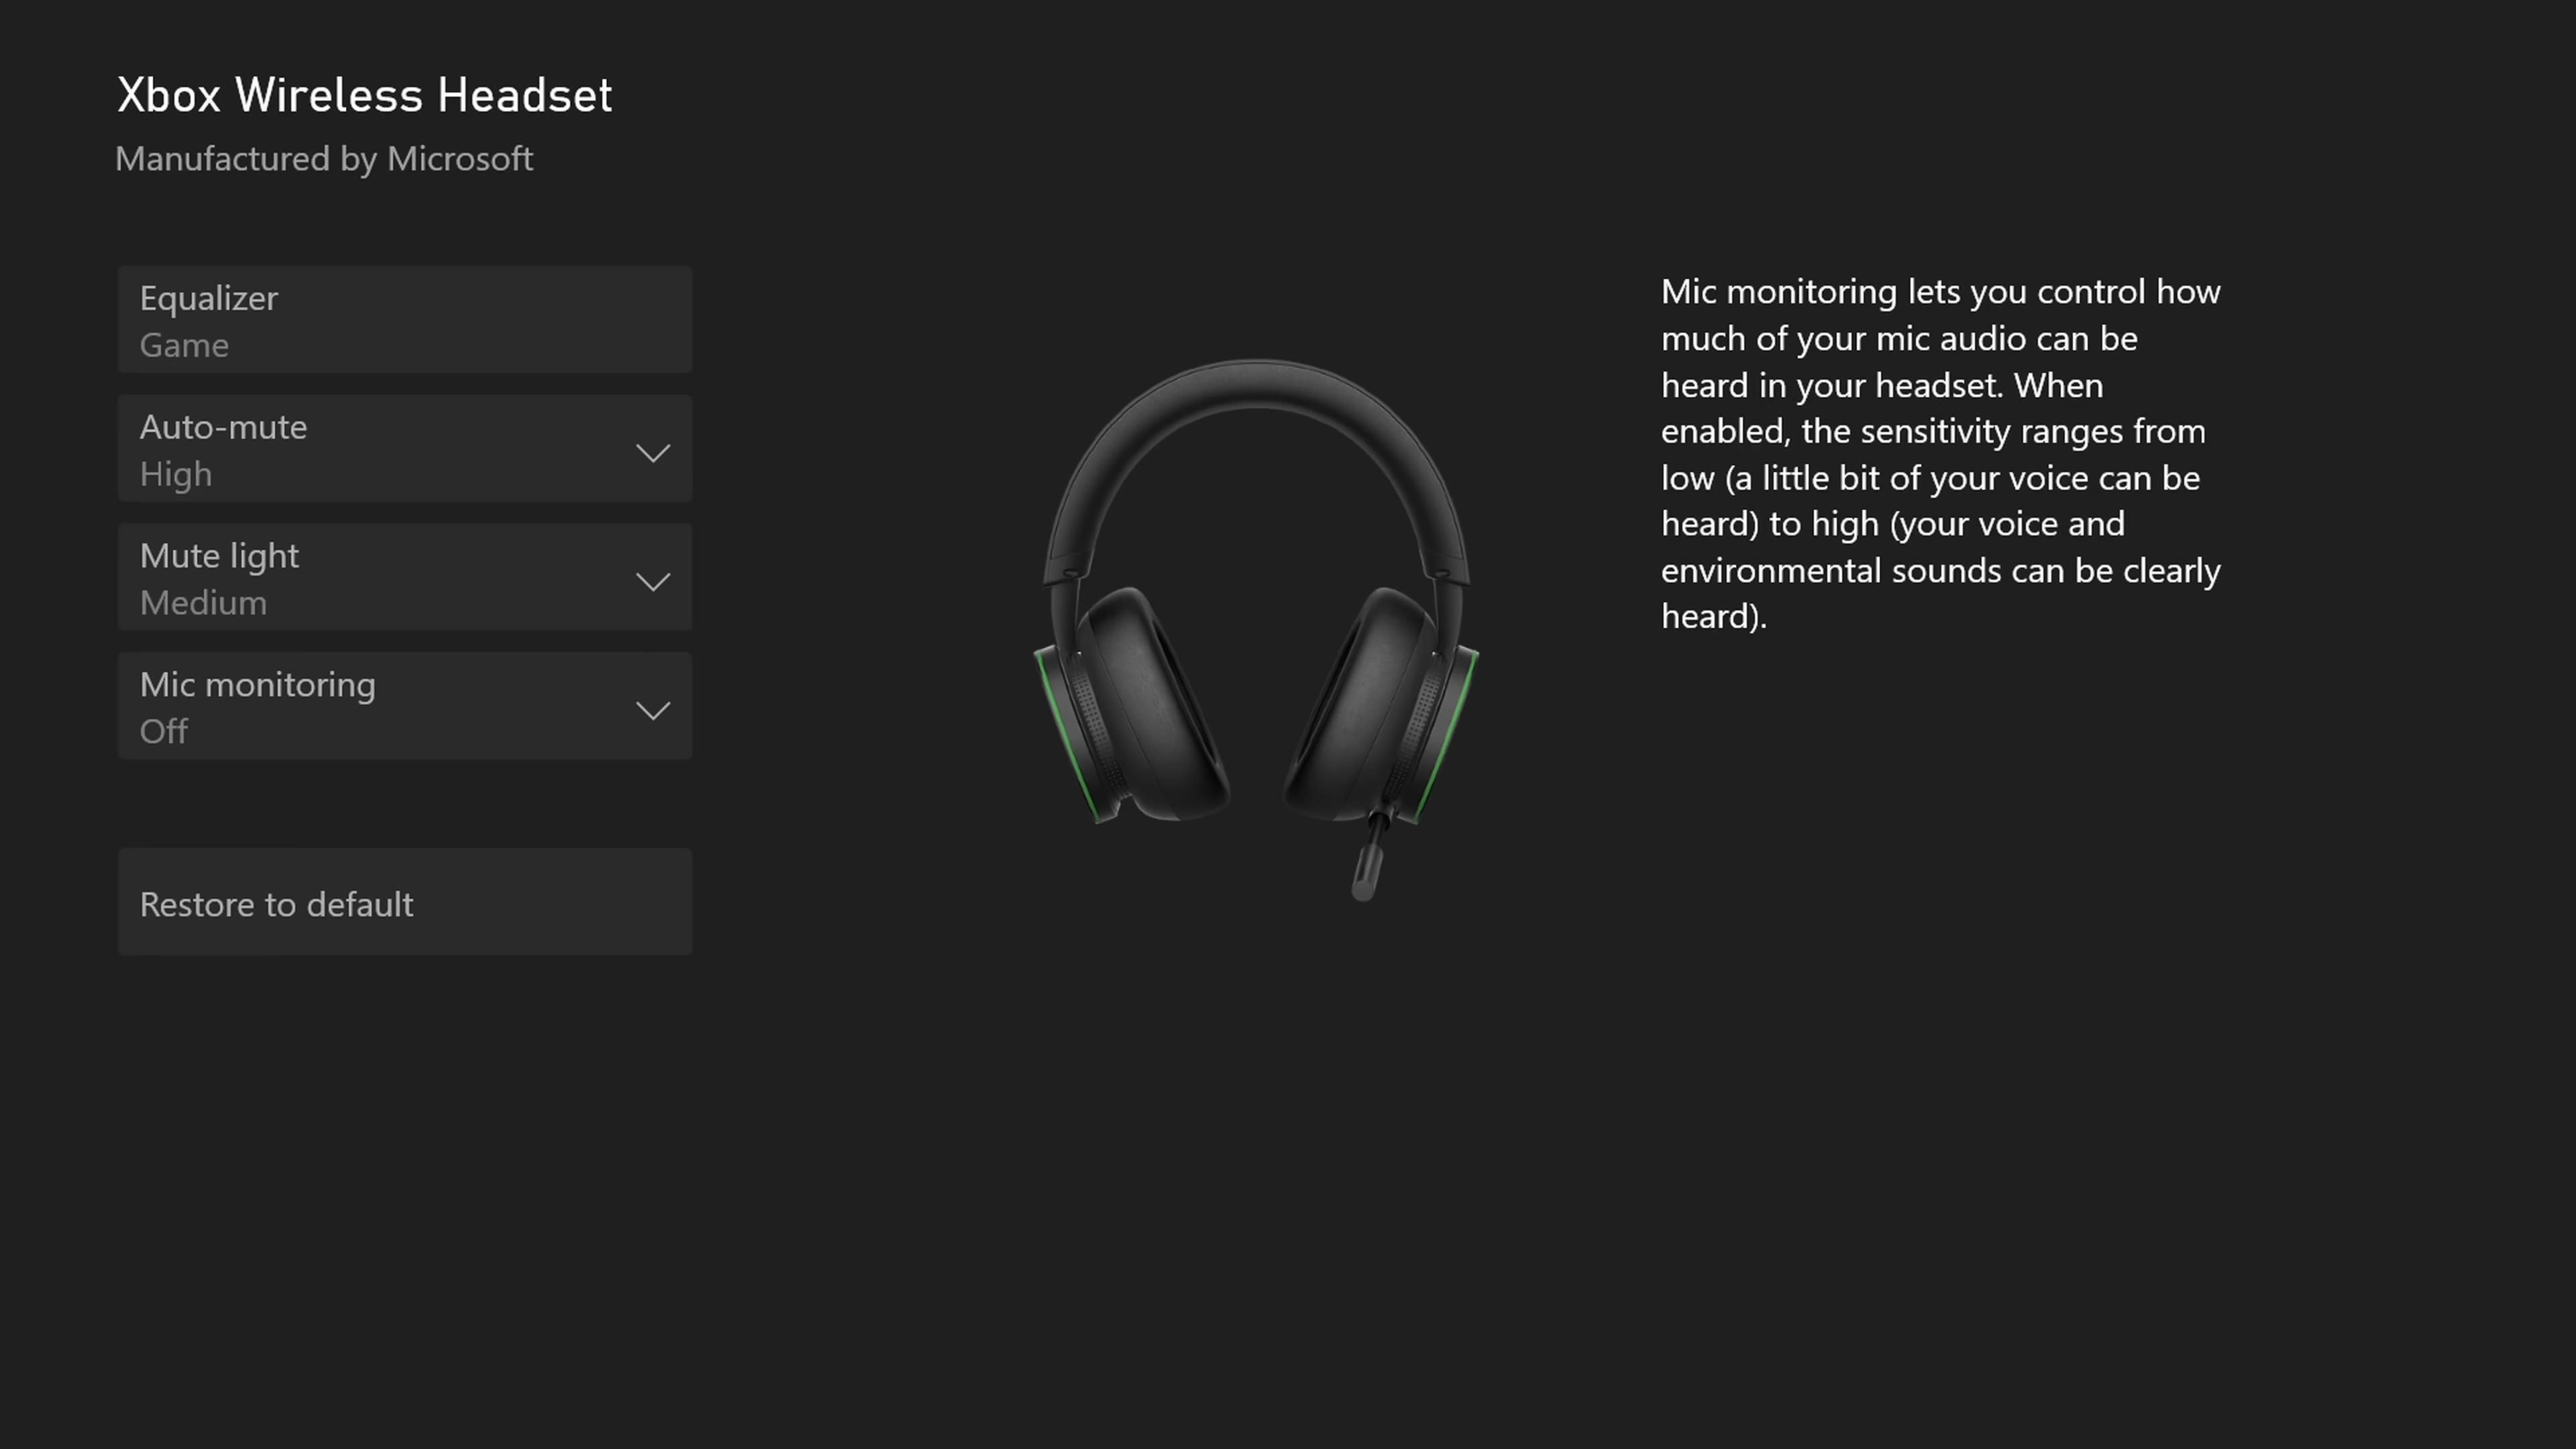 Xbox Wireless Headset
Manufactured by Microsoft
Equalizer
Game
Auto-mute
High
Mute light
Medium
Mic monitoring
Off
Restore to default
Mic monitoring lets you control how
much of your mic audio can be
heard in your headset. When
enabled, the sensitivity ranges from
low (a little bit of your voice can be
heard) to high (your voice and
environmental sounds can be clearly
heard).